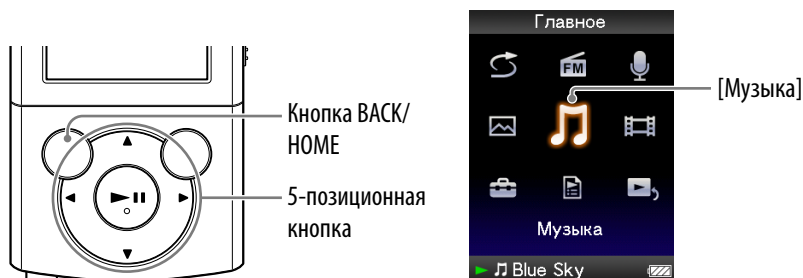 Кнопка BACK/
HOME
5-позиционная
кнопка
Главное
FM
[Музыка]
Музыка
Blue Sky